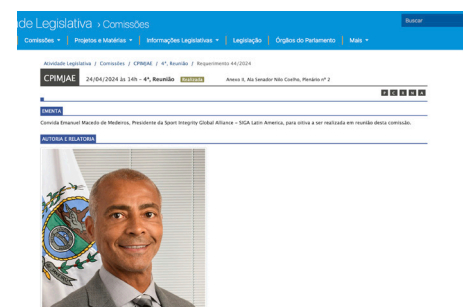 de Legislativa › Comissões
Buscar
Comissões | Projetos e Matérias | Informações Legislativas | Legislação | Órgãos do Parlamento | Mais
Atividade Legislativa / Comissões / CPIMJAE / 4ª, Reunião / Requerimento 44/2024
CPIMJAE 24/04/2024 às 14h - 4ª, Reunião Realizada Anexo II, Ala Senador Nilo Coelho, Plenário nº 2
EMENTA
Convida Emanuel Macedo de Medeiros, Presidente da Sport Integrity Global Alliance – SIGA Latin America, para oitiva a ser realizada em reunião desta comissão.
AUTORIA E RELATORIA